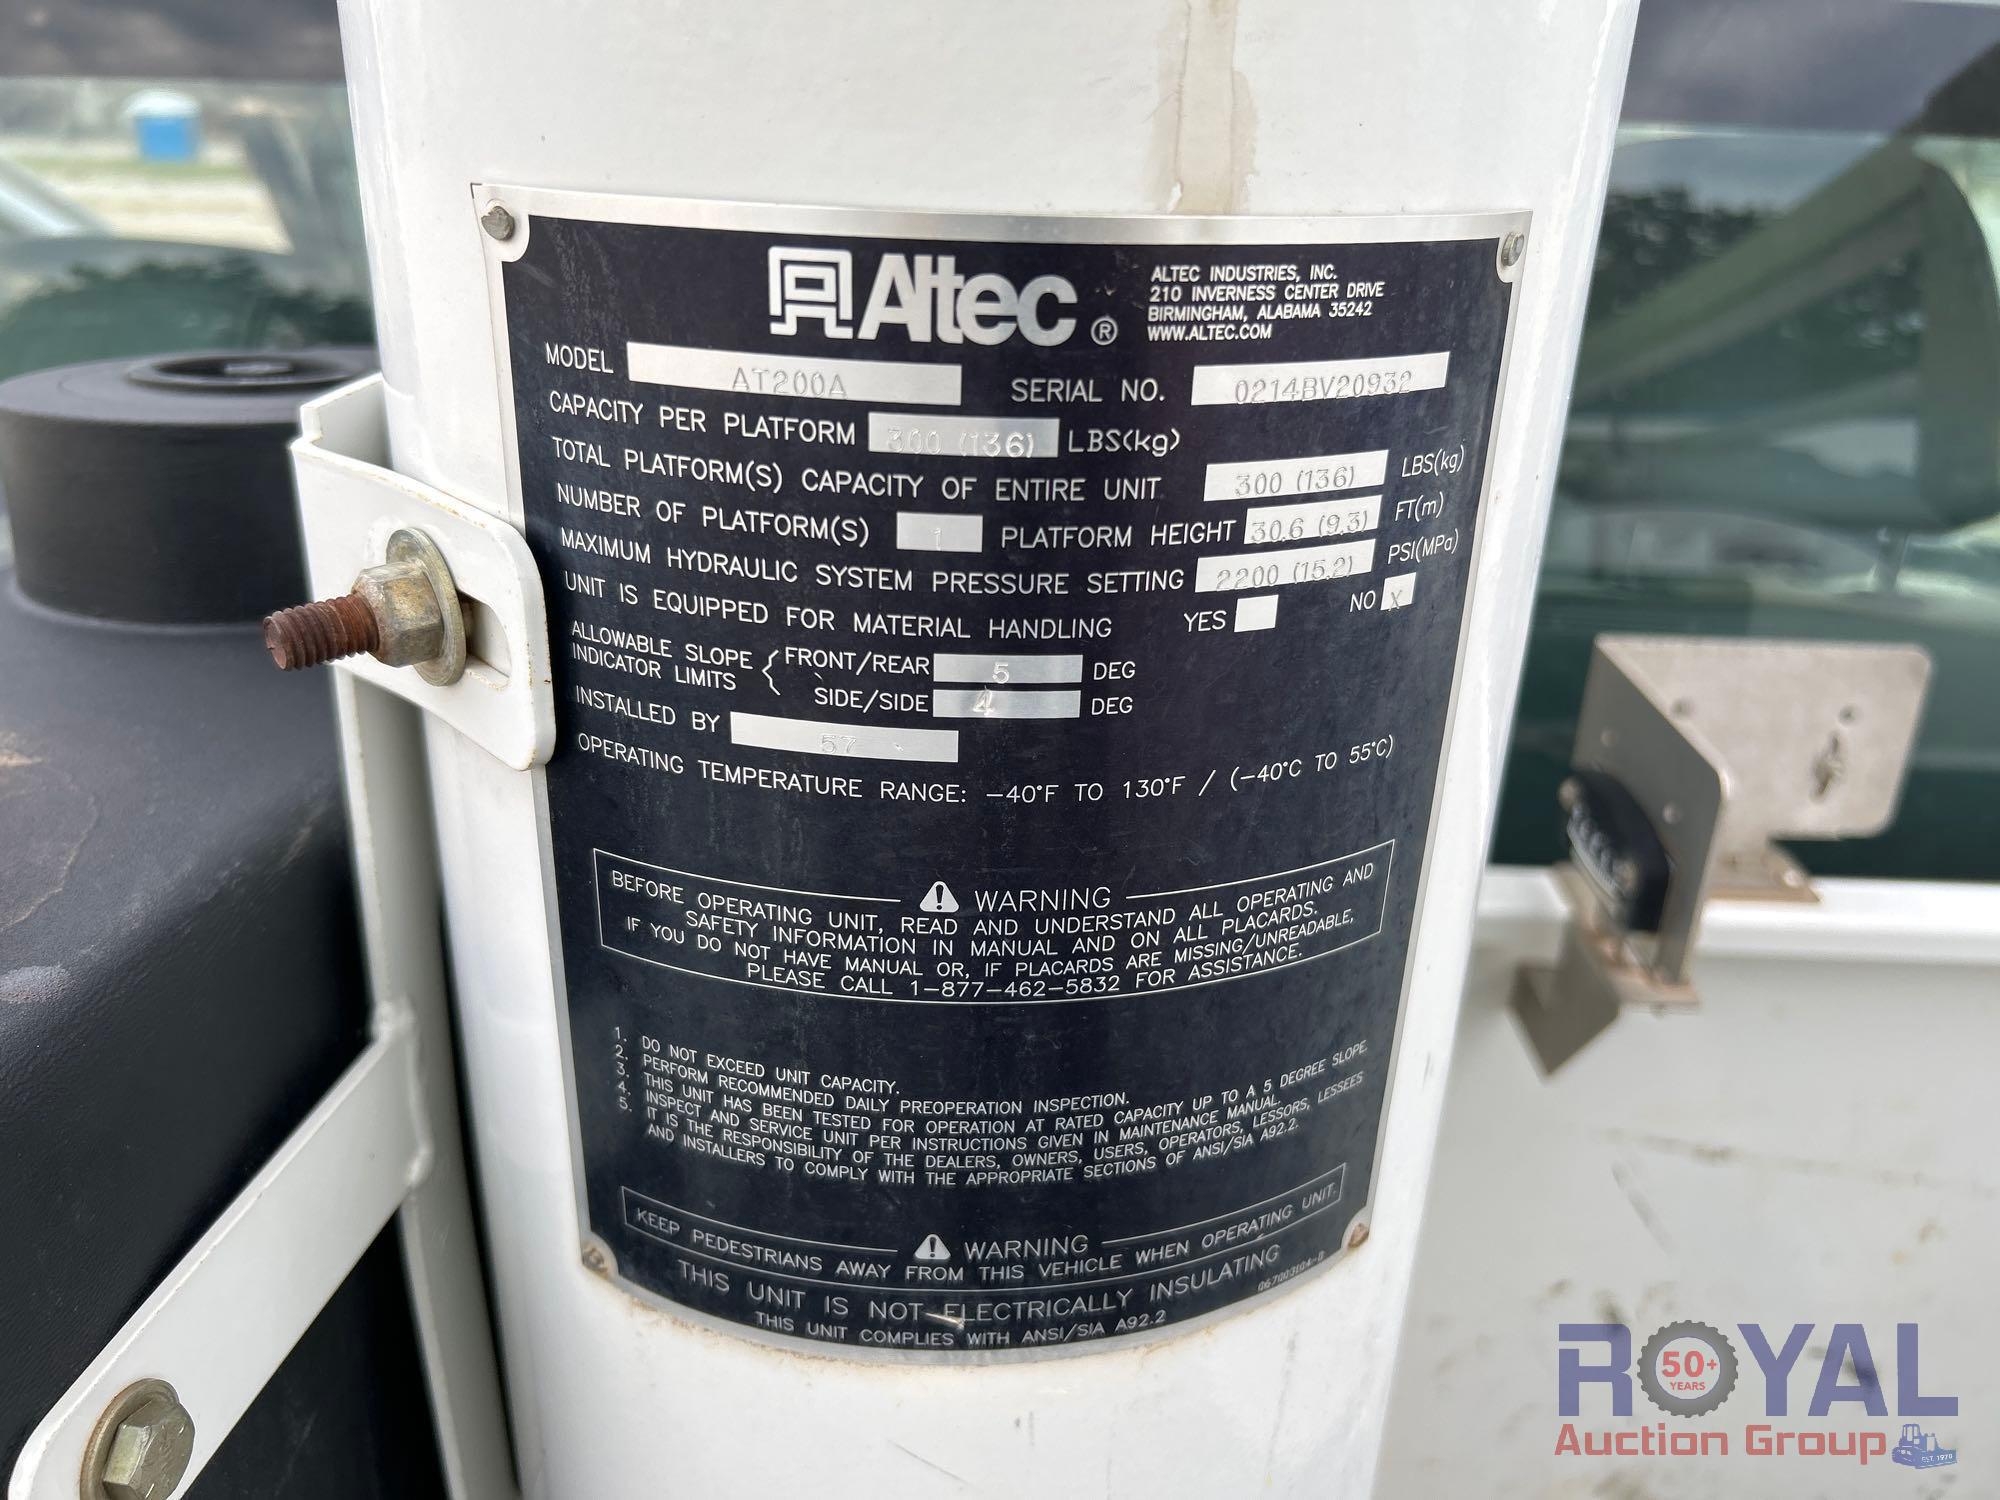 Altec ®
ALTEC INDUSTRIES, INC.
210 INVERNESS CENTER DRIVE
BIRMINGHAM, ALABAMA 35242
WWW.ALTEC.COM
MODEL AT200A SERIAL NO. 0214BV20932
CAPACITY PER PLATFORM 300 (136) LBS(kg)
TOTAL PLATFORM(S) CAPACITY OF ENTIRE UNIT 300 (136) LBS(kg)
NUMBER OF PLATFORM(S) 1 PLATFORM HEIGHT 30.6 (9.3) FT(m)
MAXIMUM HYDRAULIC SYSTEM PRESSURE SETTING 2200 (15.2) PSI(MPa)
UNIT IS EQUIPPED FOR MATERIAL HANDLING YES NO X
ALLOWABLE SLOPE INDICATOR LIMITS { FRONT/REAR 5 DEG
SIDE/SIDE 4 DEG
INSTALLED BY 57
OPERATING TEMPERATURE RANGE: -40°F TO 130°F / (-40°C TO 55°C)
WARNING
BEFORE OPERATING UNIT, READ AND UNDERSTAND ALL OPERATING AND
SAFETY INFORMATION IN MANUAL AND ON ALL PLACARDS.
IF YOU DO NOT HAVE MANUAL OR, IF PLACARDS ARE MISSING/UNREADABLE,
PLEASE CALL 1-877-462-5832 FOR ASSISTANCE.
1. DO NOT EXCEED UNIT CAPACITY.
2. PERFORM RECOMMENDED DAILY PREOPERATION INSPECTION.
3. THIS UNIT HAS BEEN TESTED FOR OPERATION AT RATED CAPACITY UP TO A 5 DEGREE SLOPE.
4. INSPECT AND SERVICE UNIT PER INSTRUCTIONS GIVEN IN MAINTENANCE MANUAL.
5. IT IS THE RESPONSIBILITY OF THE DEALERS, OWNERS, USERS, OPERATORS, LESSORS, LESSEES
AND INSTALLERS TO COMPLY WITH THE APPROPRIATE SECTIONS OF ANSI/SIA A92.2.
WARNING
KEEP PEDESTRIANS AWAY FROM THIS VEHICLE WHEN OPERATING UNIT.
THIS UNIT IS NOT ELECTRICALLY INSULATING
THIS UNIT COMPLIES WITH ANSI/SIA A92.2
ROYAL
50+ YEARS
Auction Group
EST. 1970